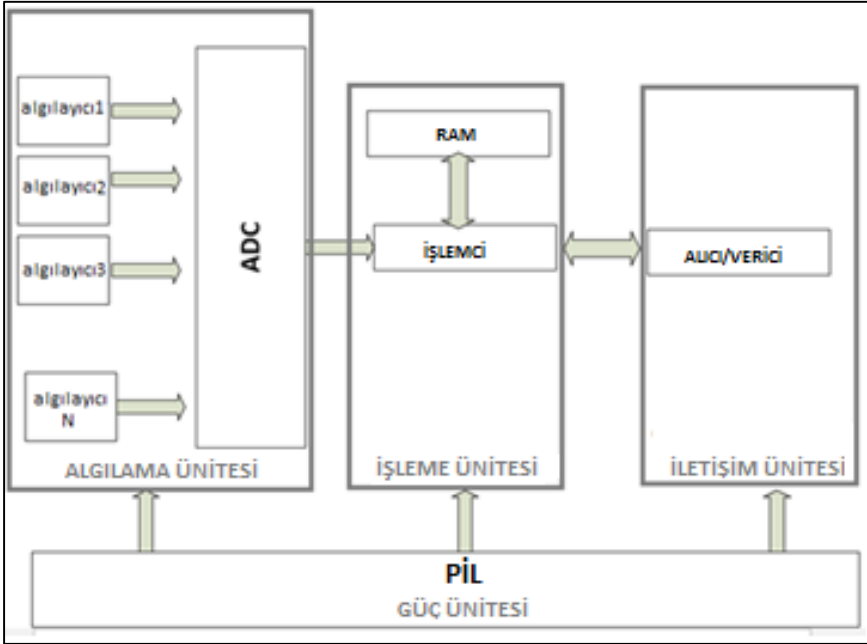 algılayıcı1
algılayıcı2
algılayıcı3
algılayıcı
N
ADC
ALGILAMA ÜNİTESİ
RAM
İŞLEMCİ
İŞLEME ÜNİTESİ
ALICI/VERİCİ
İLETİŞİM ÜNİTESİ
PİL
GÜÇ ÜNİTESİ